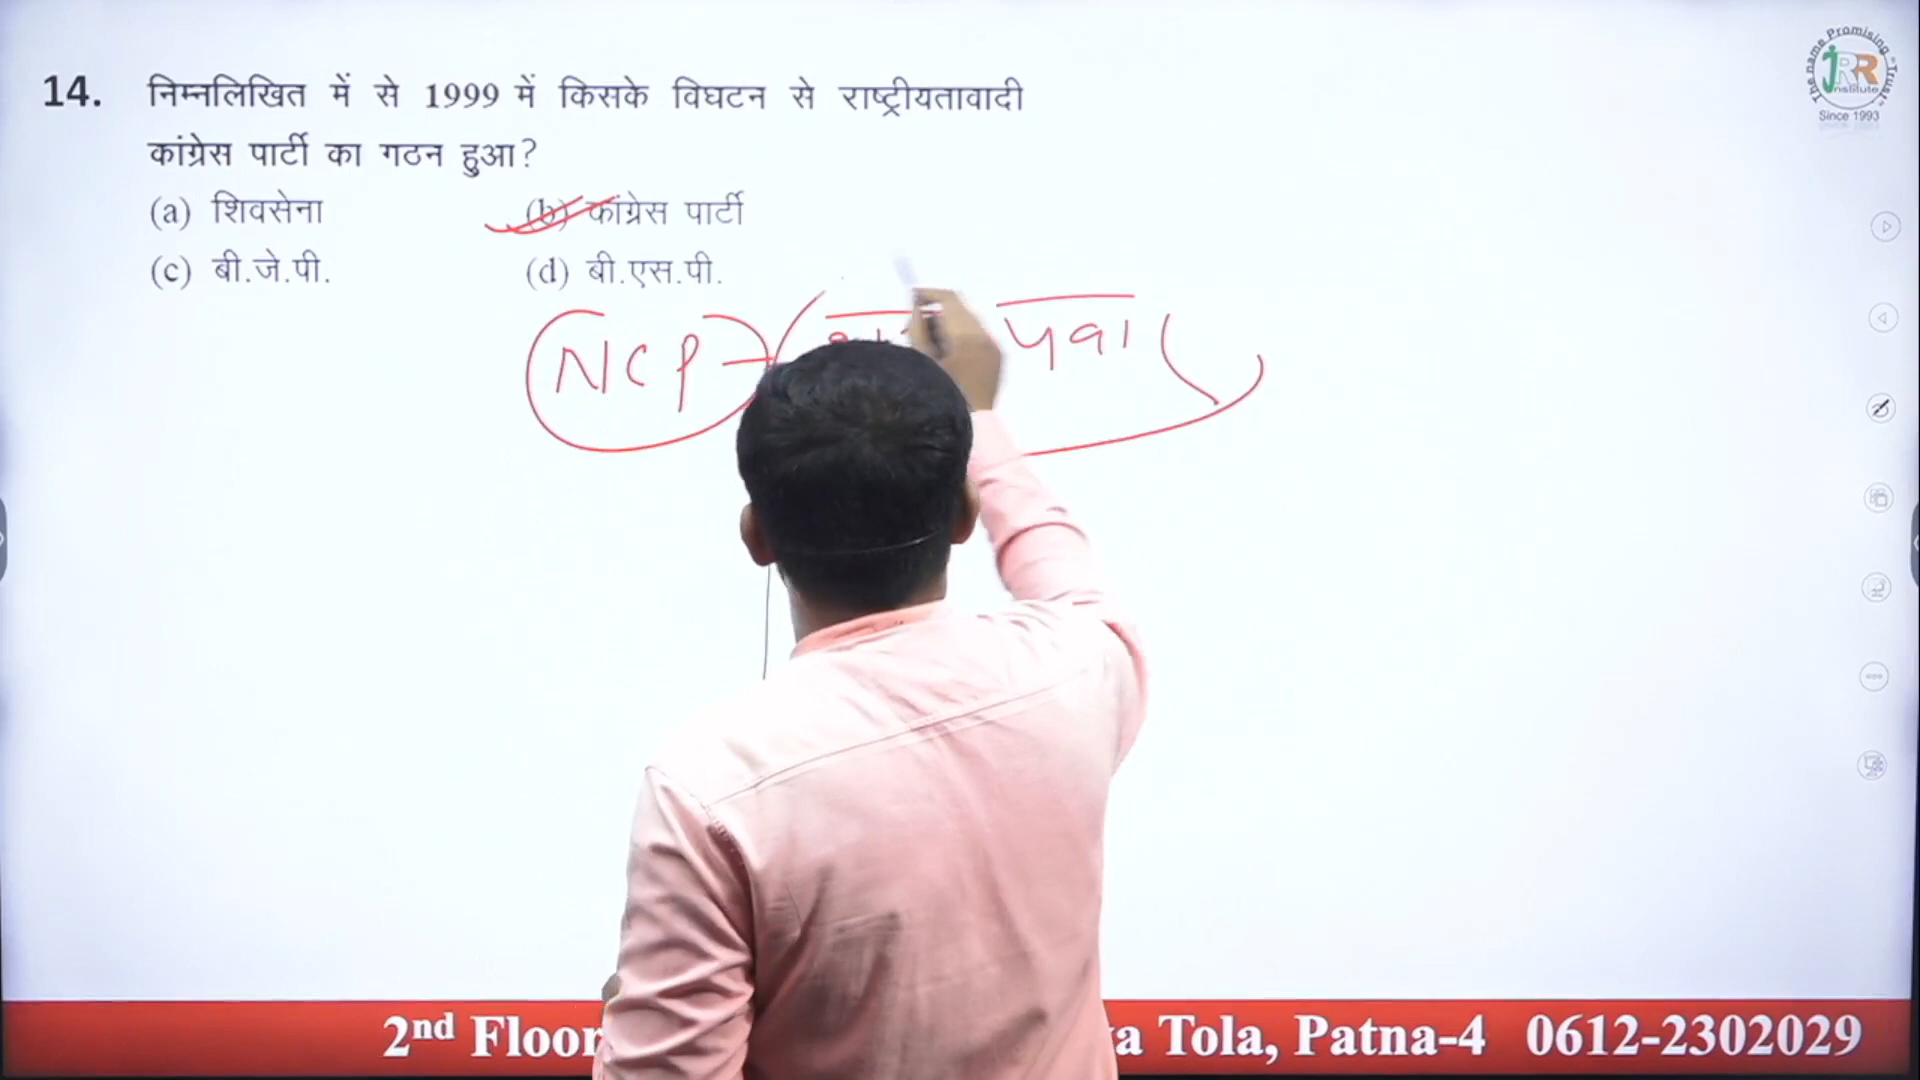 The name Promising "Trust"
JRR
Institute
Since 1993
14. निम्नलिखित में से 1999 में किसके विघटन से राष्ट्रीयतावादी
कांग्रेस पार्टी का गठन हुआ?
(a) शिवसेना (b) कांग्रेस पार्टी
(c) बी.जे.पी. (d) बी.एस.पी.
NCP -
2nd Floor
Tola, Patna-4 0612-2302029